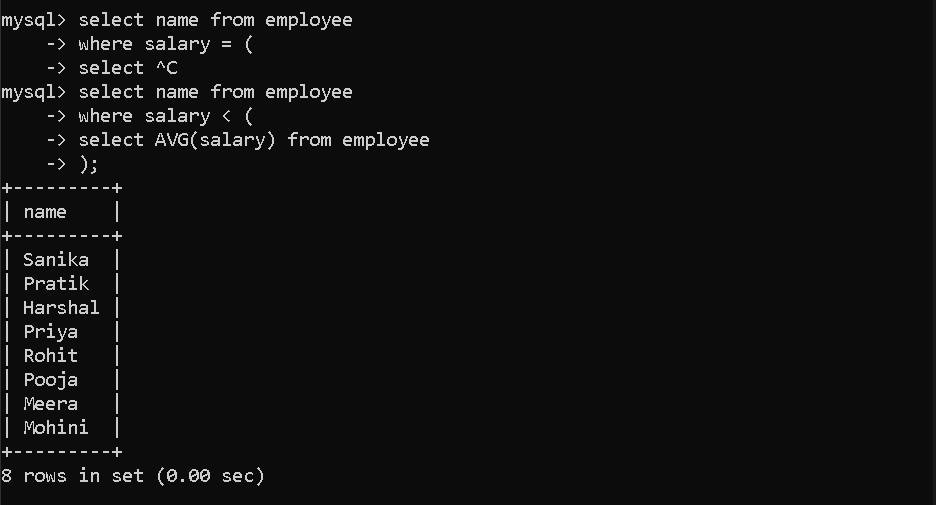 mysql> select name from employee
    -> where salary = (
    -> select ^C
mysql> select name from employee
    -> where salary < (
    -> select AVG(salary) from employee
    -> );
+---------+
| name    |
+---------+
| Sanika  |
| Pratik  |
| Harshal |
| Priya   |
| Rohit   |
| Pooja   |
| Meera   |
| Mohini  |
+---------+
8 rows in set (0.00 sec)